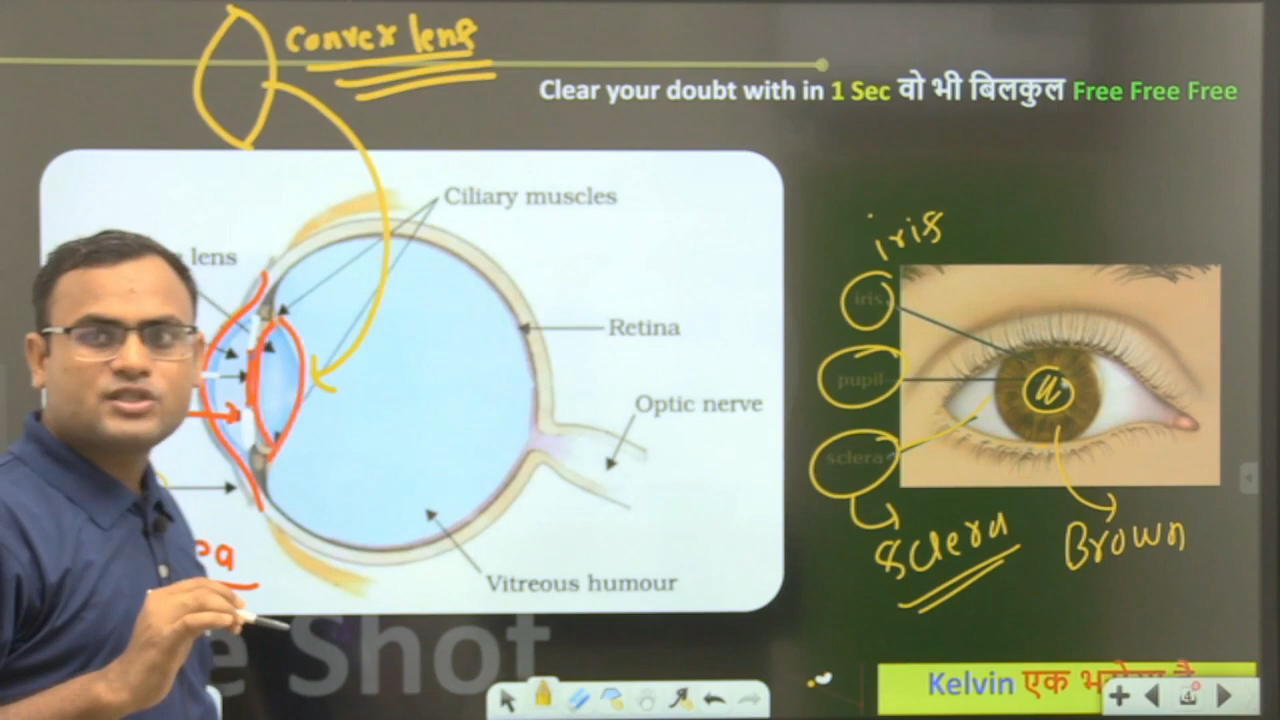 convex lens
Clear your doubt with in 1 Sec वो भी बिलकुल Free Free Free
Ciliary muscles
lens
Retina
Optic nerve
Vitreous humour
iris
iris
pupil
sclera
Sclera
Brown
e Shot
Kelvin एक